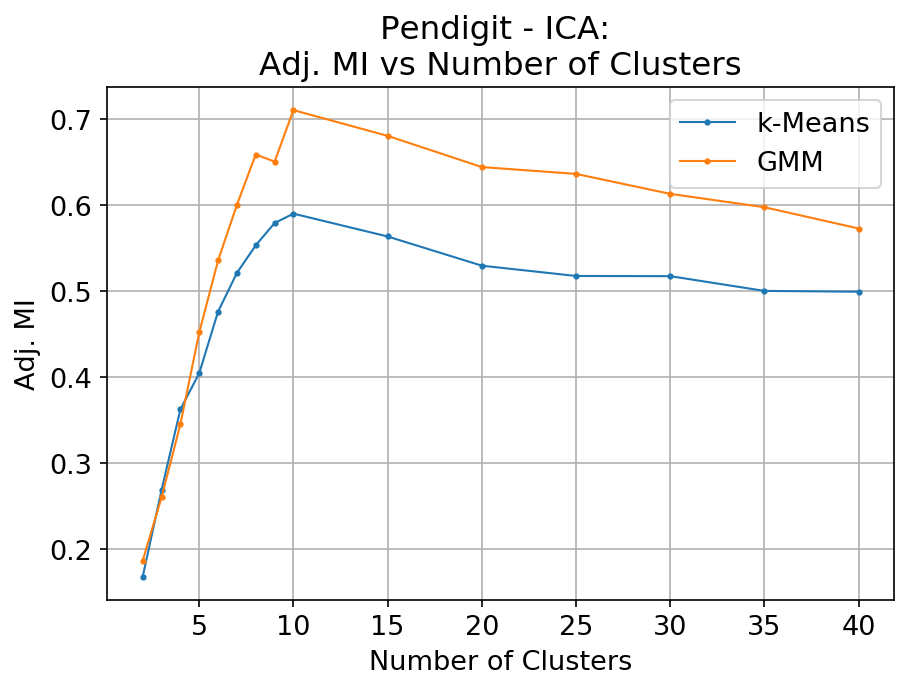 Pendigit - ICA:
Adj. MI vs Number of Clusters
k-Means
GMM
Adj. MI
0.7
0.6
0.5
0.4
0.3
0.2
5 10 15 20 25 30 35 40
Number of Clusters